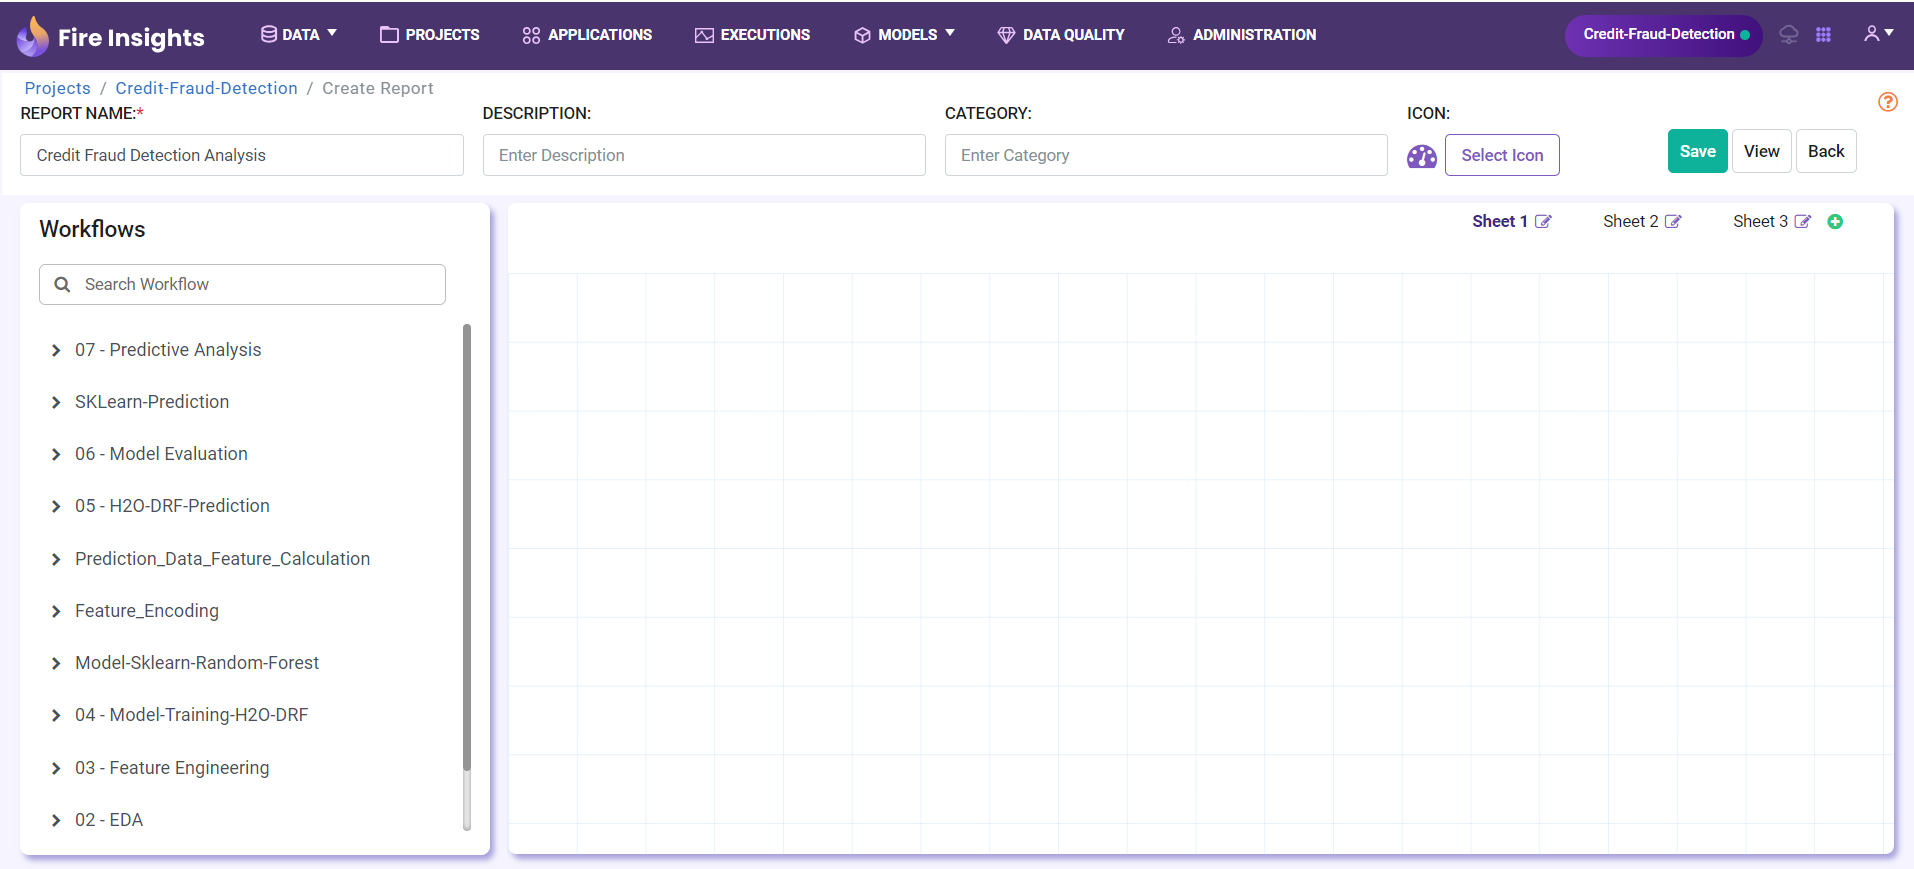 Fire Insights DATA PROJECTS APPLICATIONS EXECUTIONS MODELS DATA QUALITY ADMINISTRATION Credit-Fraud-Detection
Projects / Credit-Fraud-Detection / Create Report
REPORT NAME:* DESCRIPTION: CATEGORY: ICON:
Credit Fraud Detection Analysis Enter Description Enter Category Select Icon Save View Back
Workflows
Sheet 1 Sheet 2 Sheet 3
Search Workflow
07 - Predictive Analysis
SKLearn-Prediction
06 - Model Evaluation
05 - H2O-DRF-Prediction
Prediction_Data_Feature_Calculation
Feature_Encoding
Model-Sklearn-Random-Forest
04 - Model-Training-H2O-DRF
03 - Feature Engineering
02 - EDA